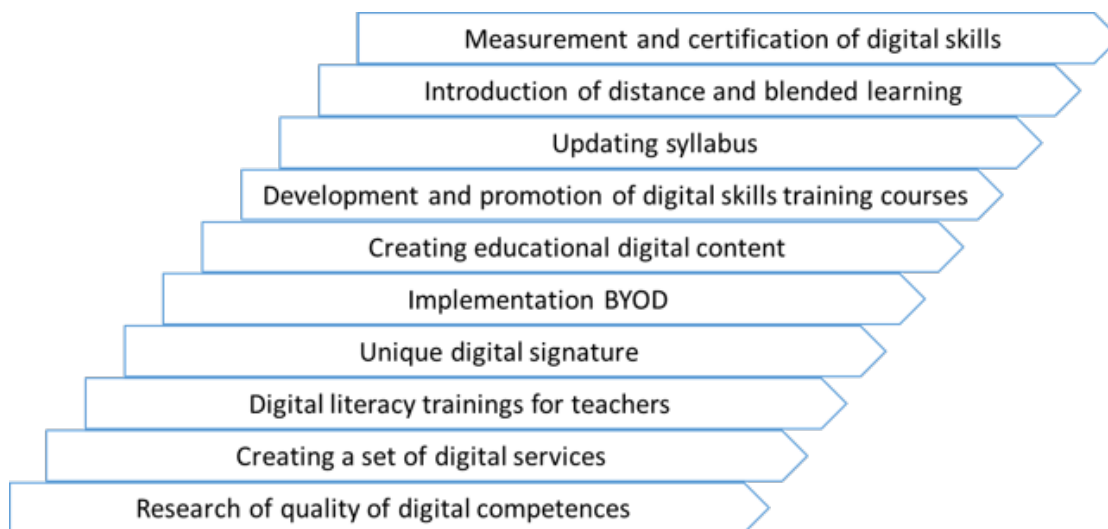 Measurement and certification of digital skills
Introduction of distance and blended learning
Updating syllabus
Development and promotion of digital skills training courses
Creating educational digital content
Implementation BYOD
Unique digital signature
Digital literacy trainings for teachers
Creating a set of digital services
Research of quality of digital competences